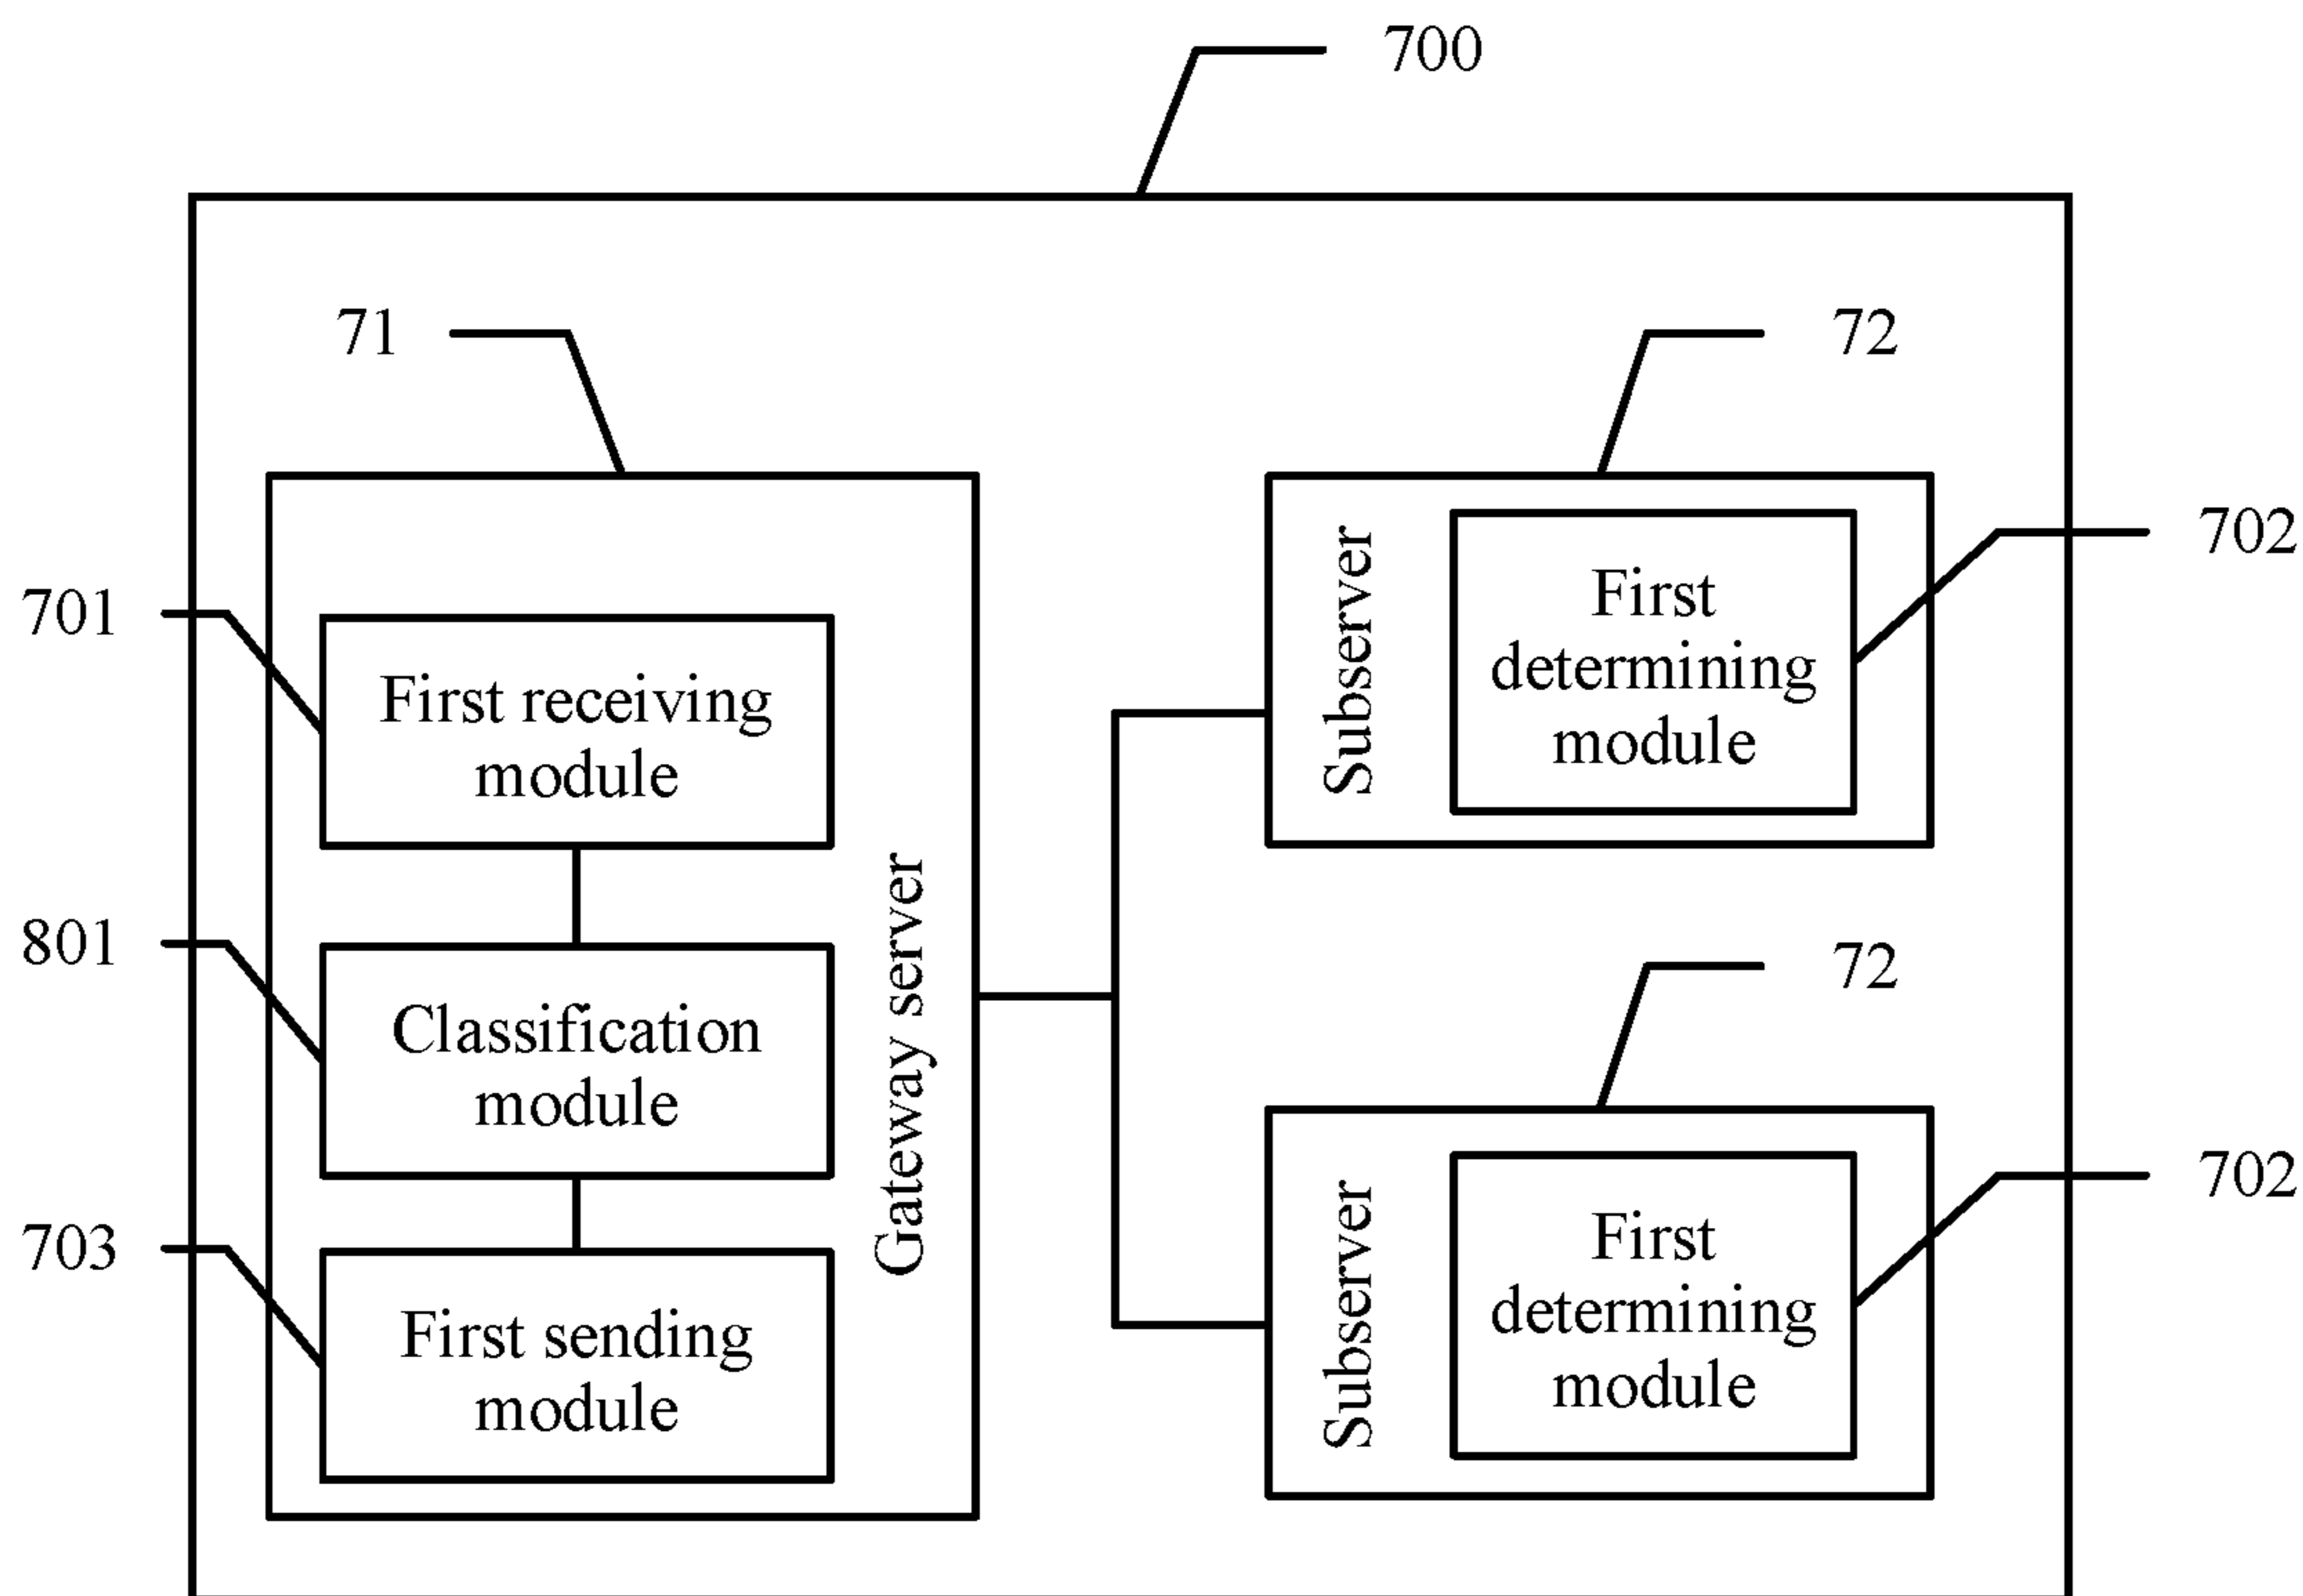 700
71
72
702
701
First receiving
module
Subserver
First
determining
module
801
Classification
module
Gateway server
72
702
703
First sending
module
Subserver
First
determining
module